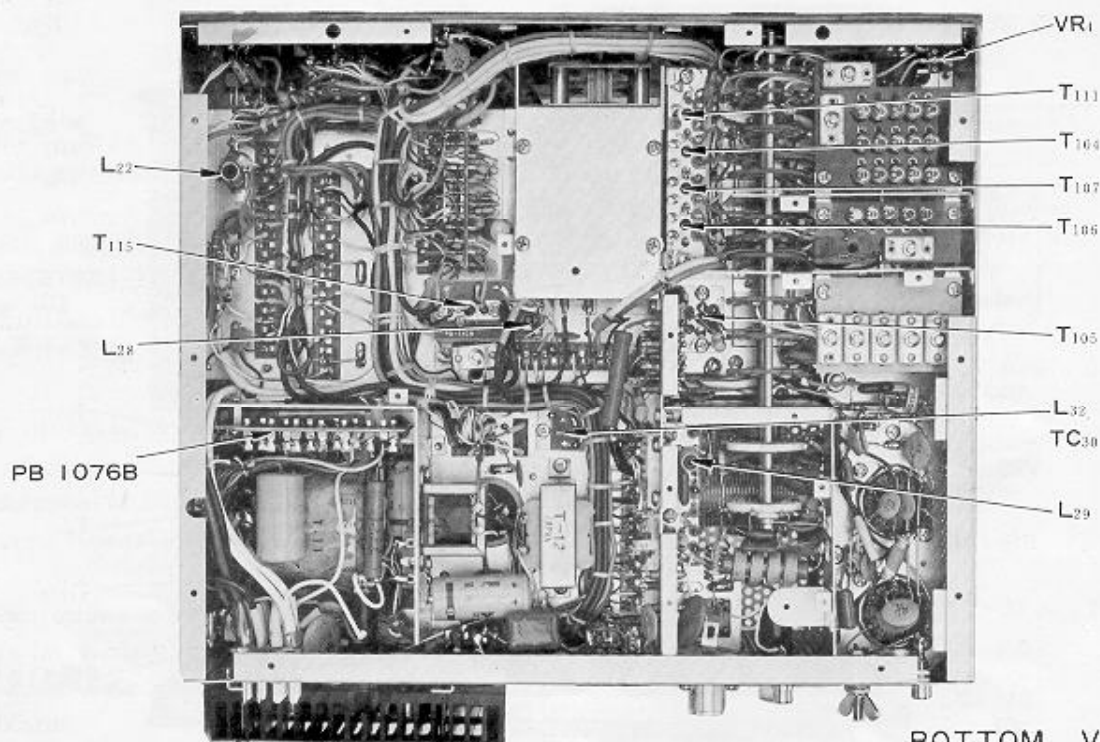 VR1
T111
T104
L22
T107
T106
T115
L28
T105
L32,
TC30
PB 1076B
L29
T-12
BOTTOM V